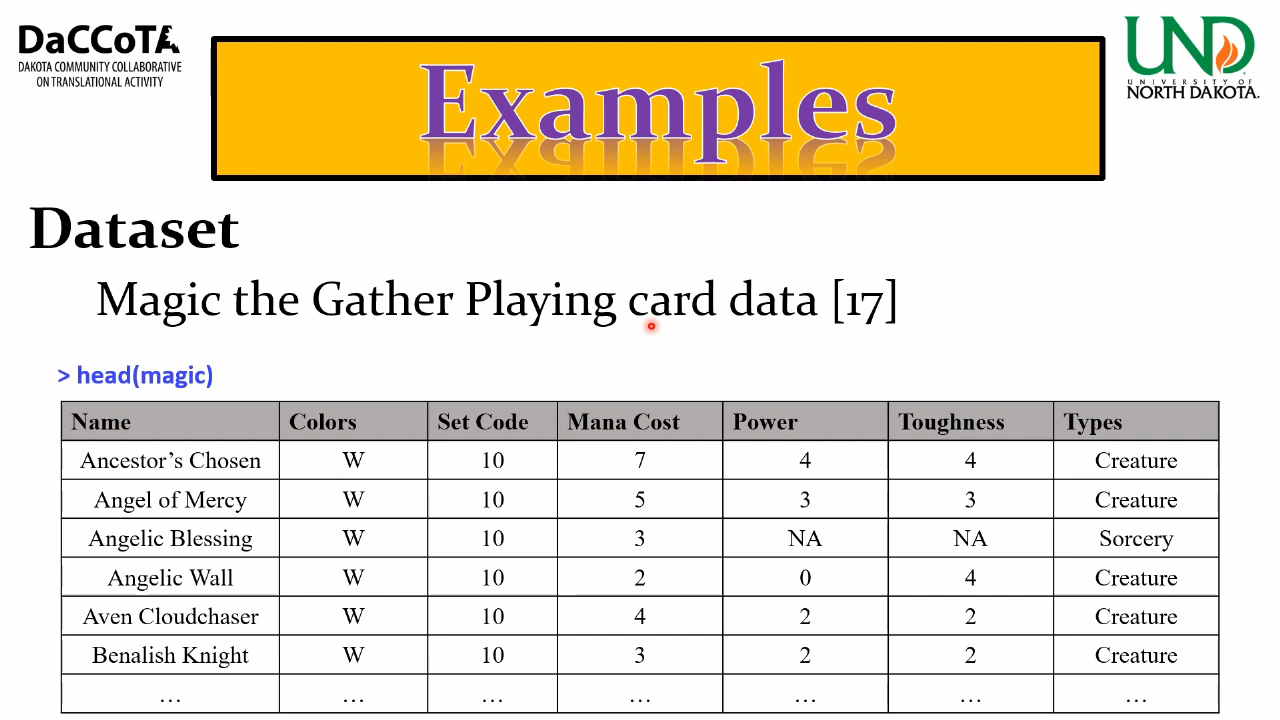 DaCCoTA
DAKOTA COMMUNITY COLLABORATIVE
ON TRANSLATIONAL ACTIVITY
Examples
UND
UNIVERSITY OF
NORTH DAKOTA.
Dataset
Magic the Gather Playing card data [17]
> head(magic)
Name Colors Set Code Mana Cost Power Toughness Types
Ancestor’s Chosen W 10 7 4 4 Creature
Angel of Mercy W 10 5 3 3 Creature
Angelic Blessing W 10 3 NA NA Sorcery
Angelic Wall W 10 2 0 4 Creature
Aven Cloudchaser W 10 4 2 2 Creature
Benalish Knight W 10 3 2 2 Creature
… … … … … … …